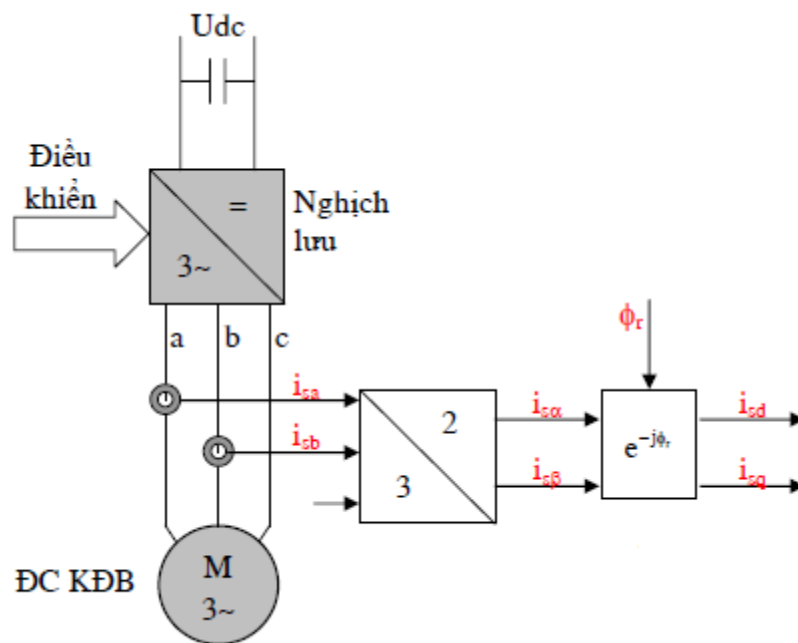 Udc
Điều
khiển
=
3~
Nghịch
lưu
a b c
ϕr
isa
isb
2
3
isα
isβ
e^-jϕr
isd
isq
ĐC KĐB
M
3~